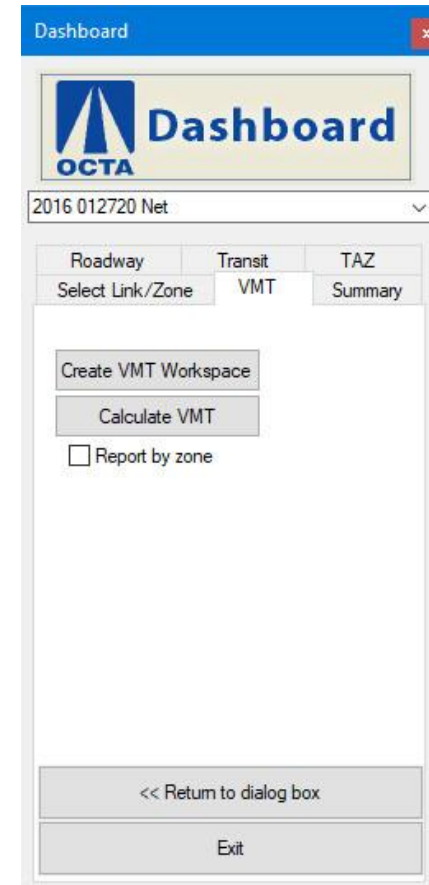 Dashboard
x
Dashboard
OCTA
2016 012720 Net
Roadway Transit TAZ
Select Link/Zone VMT Summary
Create VMT Workspace
Calculate VMT
Report by zone
<< Return to dialog box
Exit